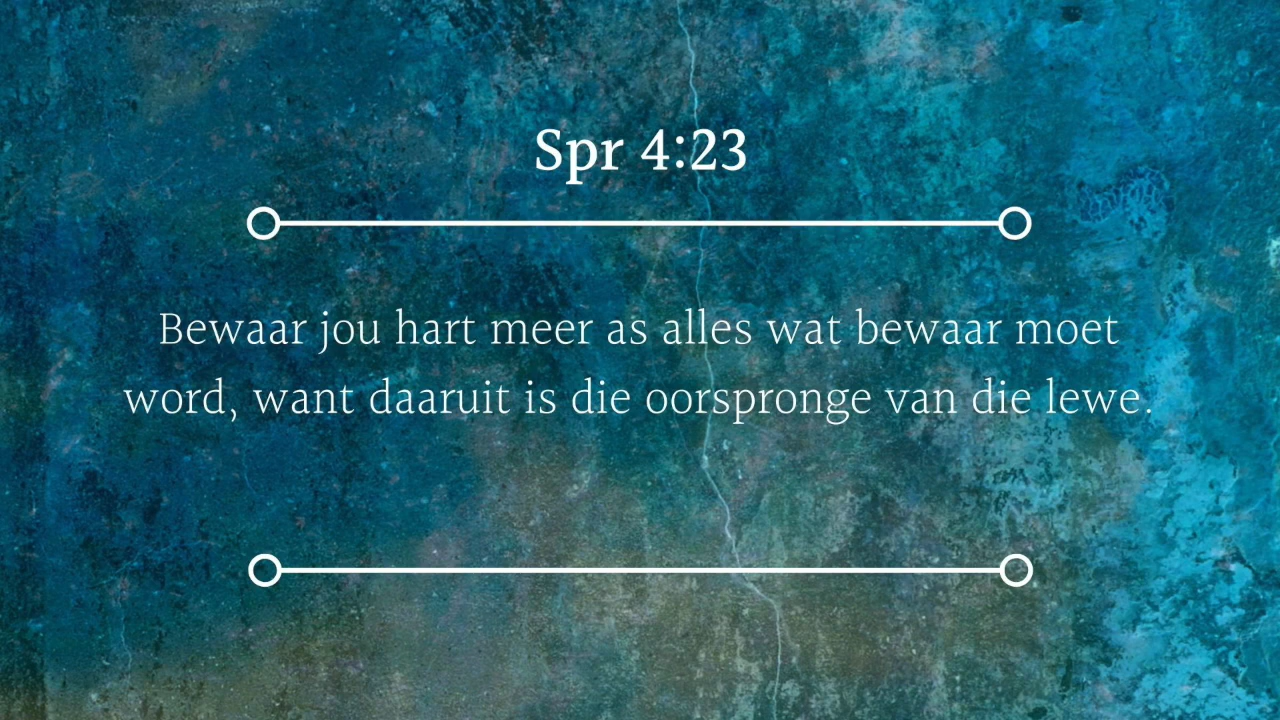 Spr 4:23
Bewaar jou hart meer as alles wat bewaar moet
word, want daaruit is die oorspronge van die lewe.